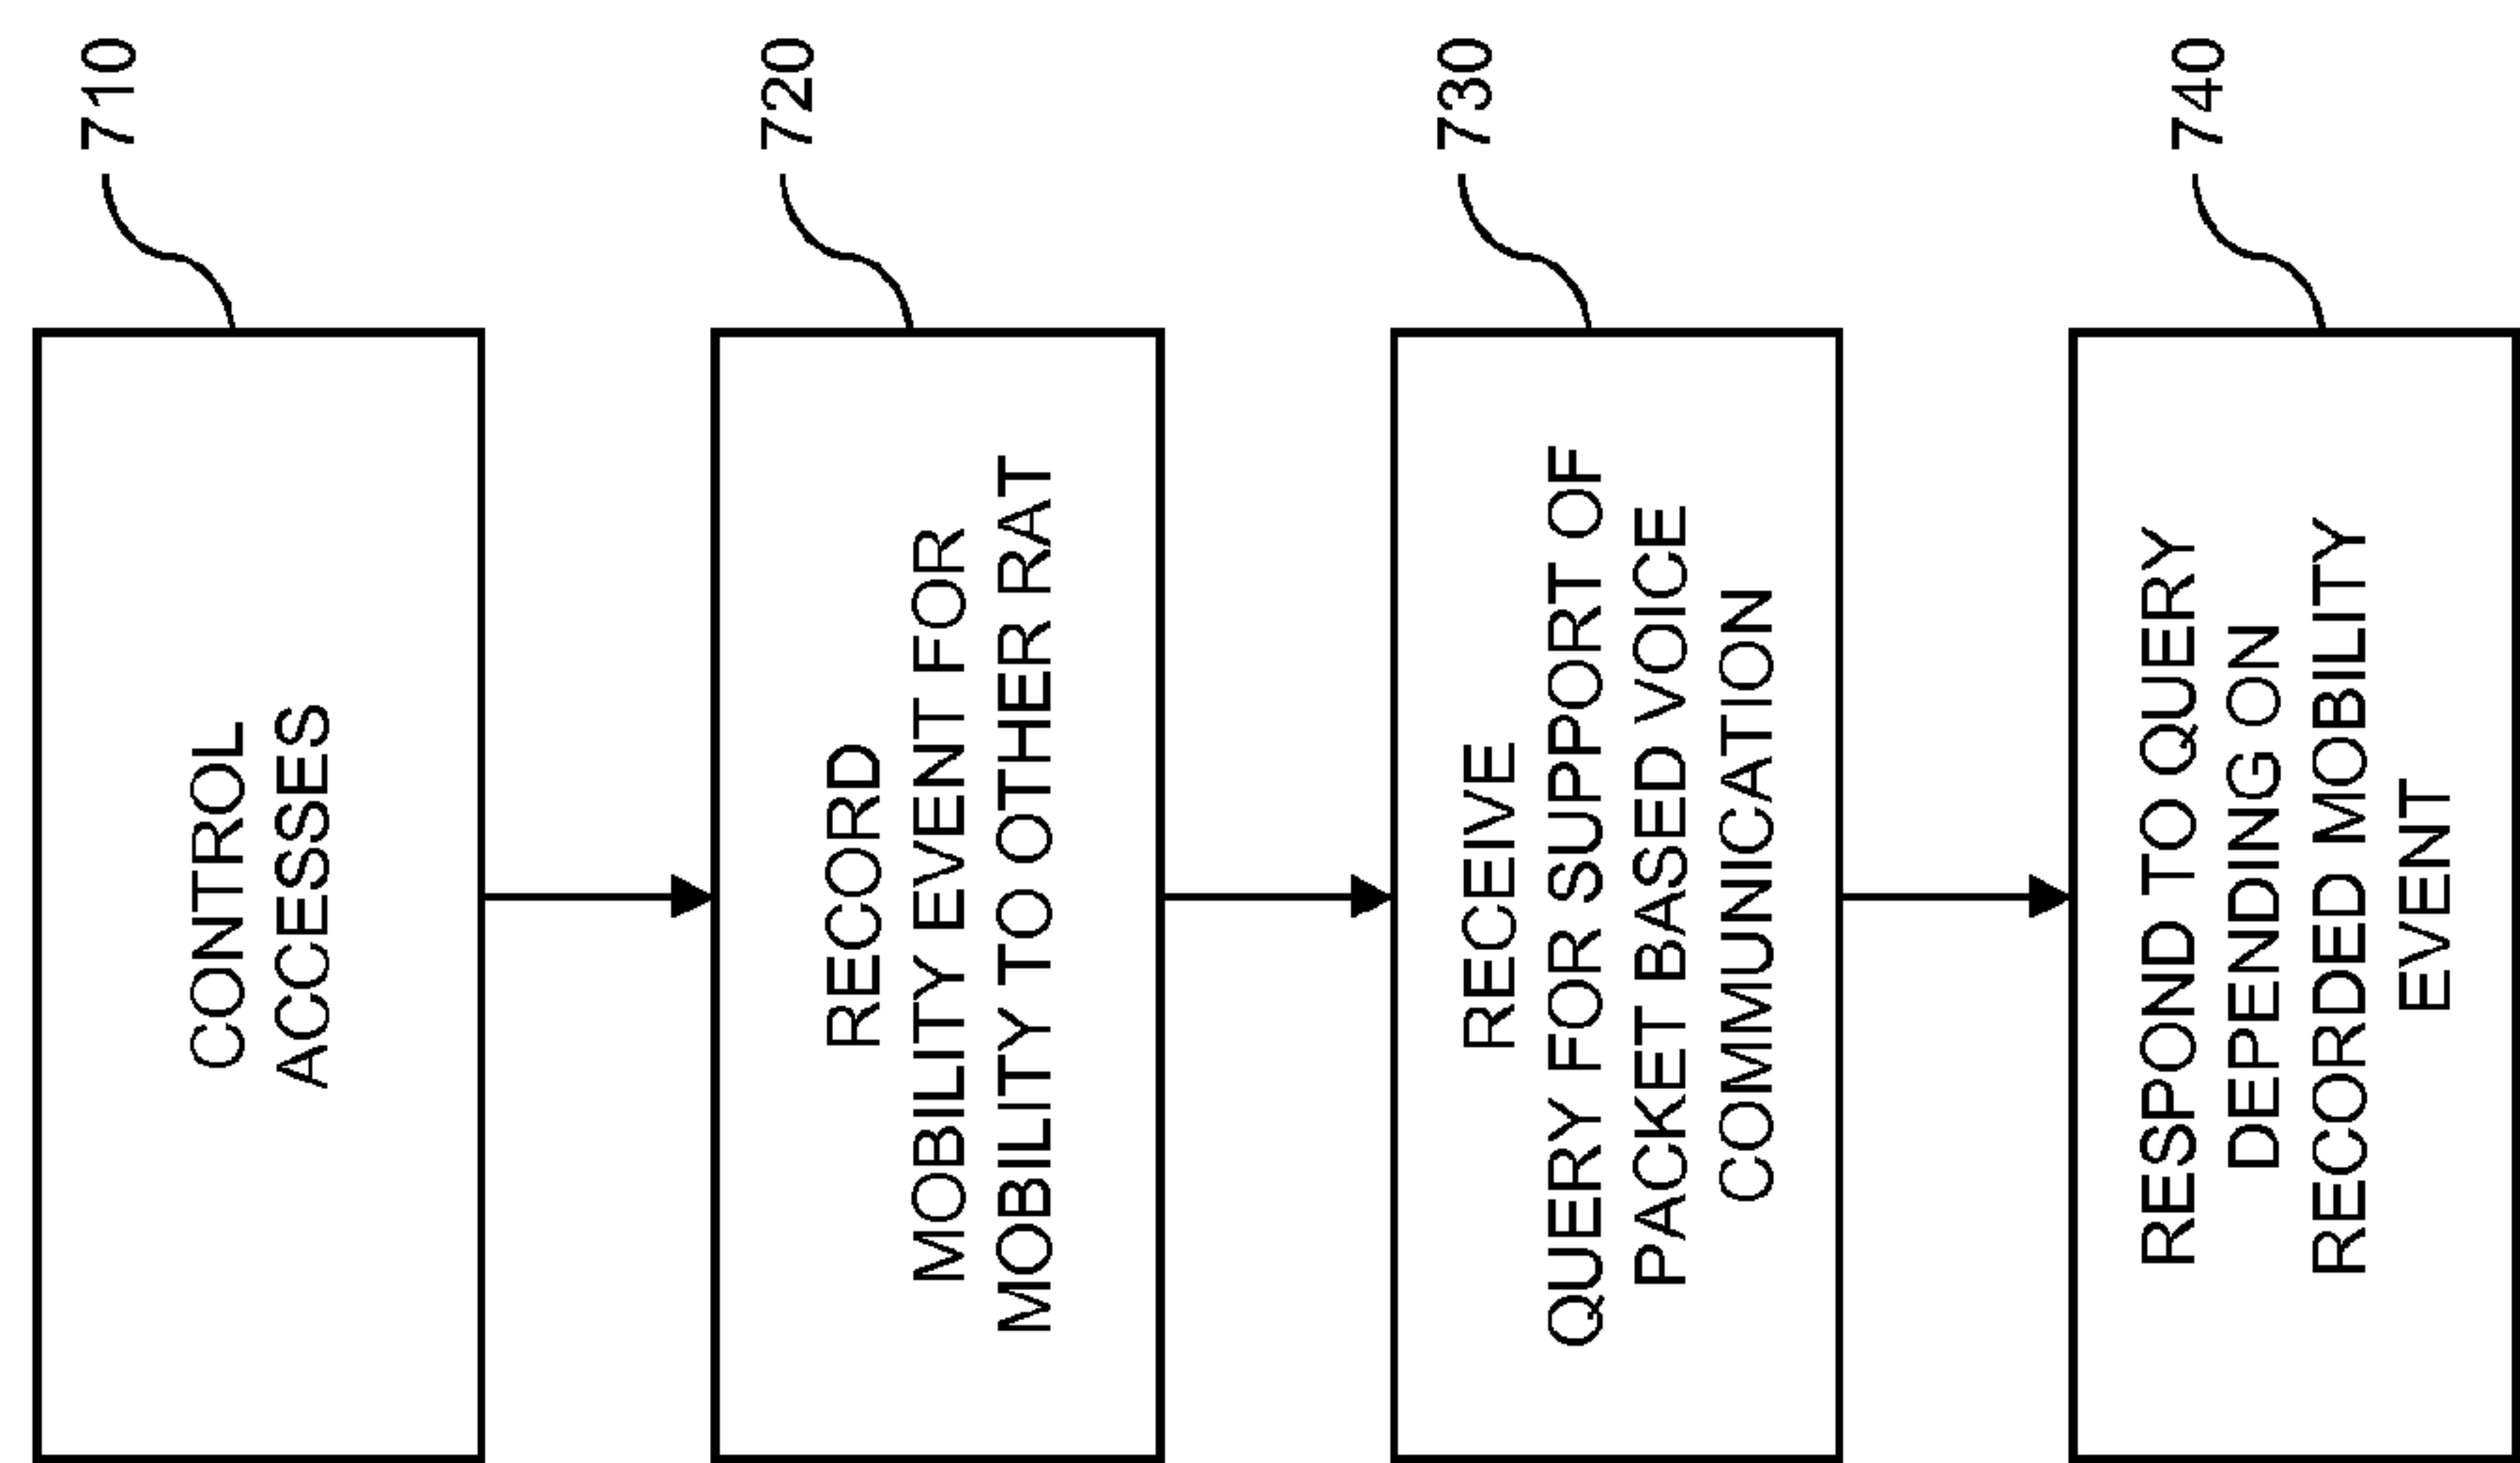 710
CONTROL
ACCESSES
720
RECORD
MOBILITY EVENT FOR
MOBILITY TO OTHER RAT
730
RECEIVE
QUERY FOR SUPPORT OF
PACKET BASED VOICE
COMMUNICATION
740
RESPOND TO QUERY
DEPENDING ON
RECORDED MOBILITY
EVENT